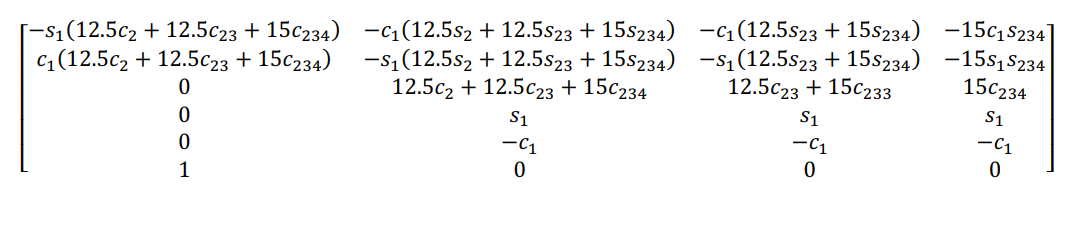 −s₁(12.5c₂ + 12.5c₂₃ + 15c₂₃₄) −c₁(12.5s₂ + 12.5s₂₃ + 15s₂₃₄) −c₁(12.5s₂₃ + 15s₂₃₄) −15c₁s₂₃₄
c₁(12.5c₂ + 12.5c₂₃ + 15c₂₃₄) −s₁(12.5s₂ + 12.5s₂₃ + 15s₂₃₄) −s₁(12.5s₂₃ + 15s₂₃₄) −15s₁s₂₃₄
0 12.5c₂ + 12.5c₂₃ + 15c₂₃₄ 12.5c₂₃ + 15c₂₃₃ 15c₂₃₄
0 s₁ s₁ s₁
0 −c₁ −c₁ −c₁
1 0 0 0